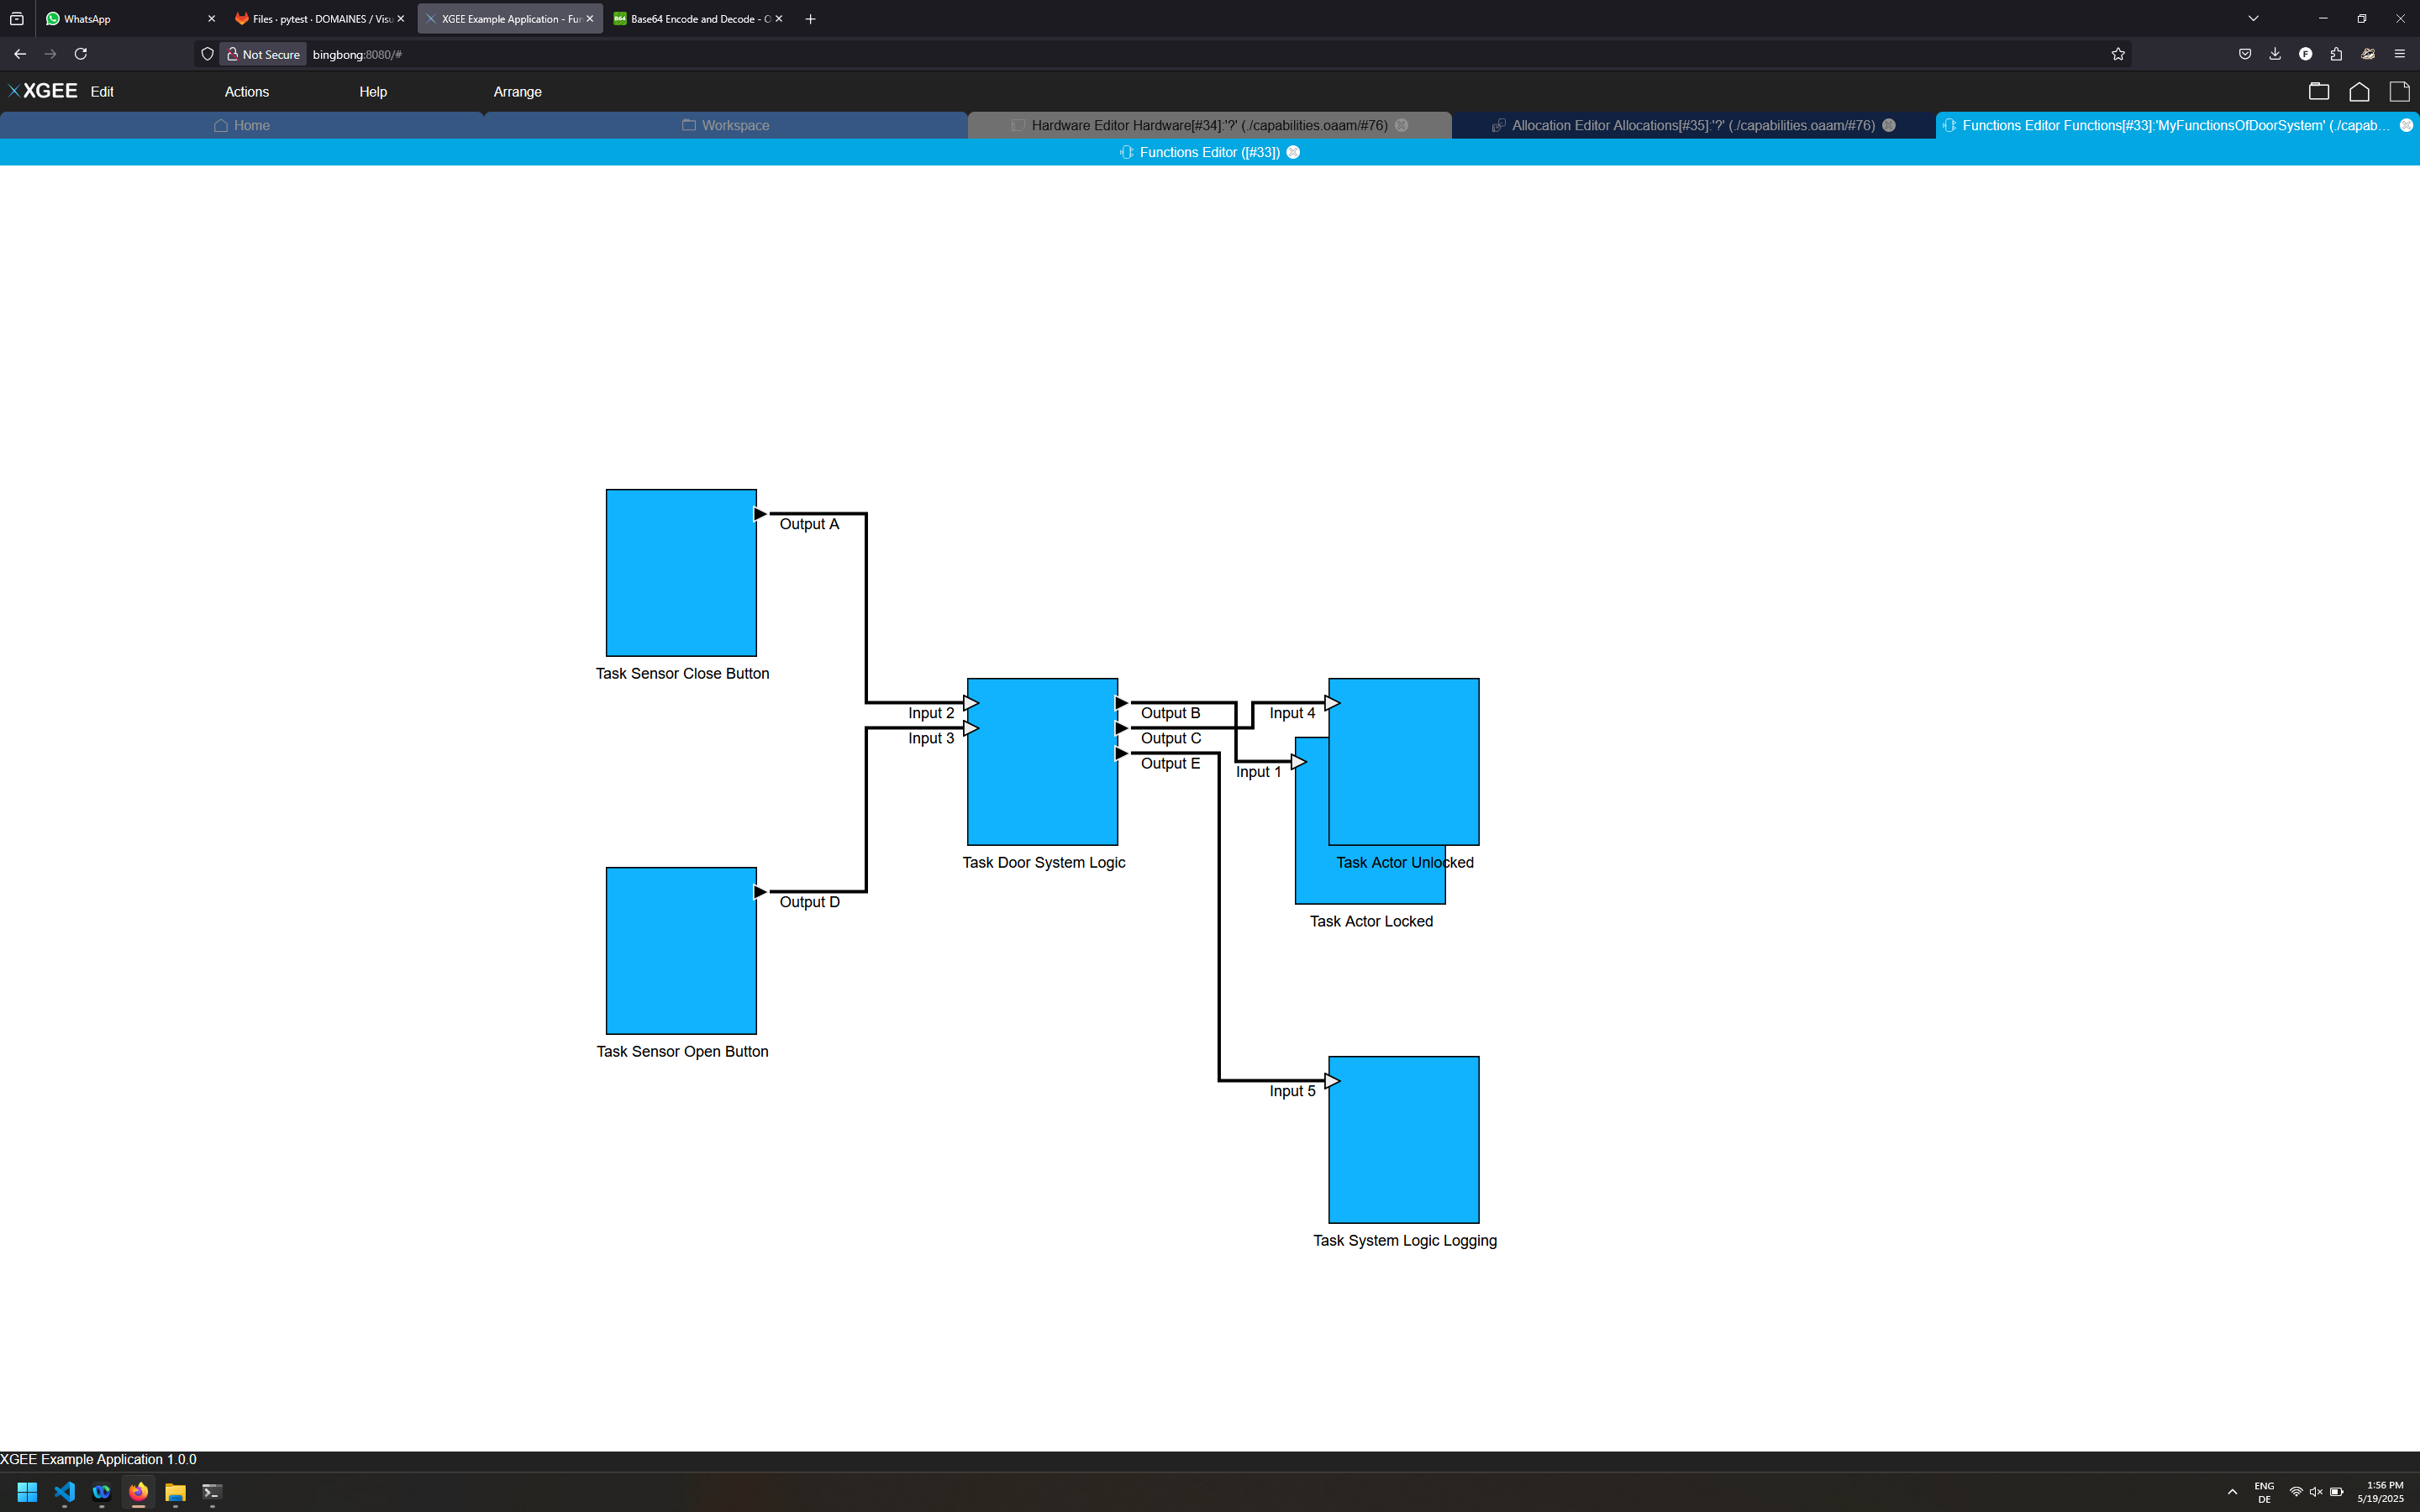 WhatsApp
Files · pytest · DOMAINES / Visu
XGEE Example Application - Fun
B64 Base64 Encode and Decode - O
Not Secure bingbong:8080/#
XGEE Edit Actions Help Arrange
Home
Workspace
Hardware Editor Hardware[#34]:'?' (./capabilities.oaam/#76)
Allocation Editor Allocations[#35]:'?' (./capabilities.oaam/#76)
Functions Editor Functions[#33]:'MyFunctionsOfDoorSystem' (./capab...
Functions Editor ([#33])
Output A
Task Sensor Close Button
Input 2
Input 3
Output B
Output C
Output E
Input 4
Input 1
Task Door System Logic
Task Actor Unlocked
Output D
Task Actor Locked
Task Sensor Open Button
Input 5
Task System Logic Logging
XGEE Example Application 1.0.0
ENG
DE
1:56 PM
5/19/2025